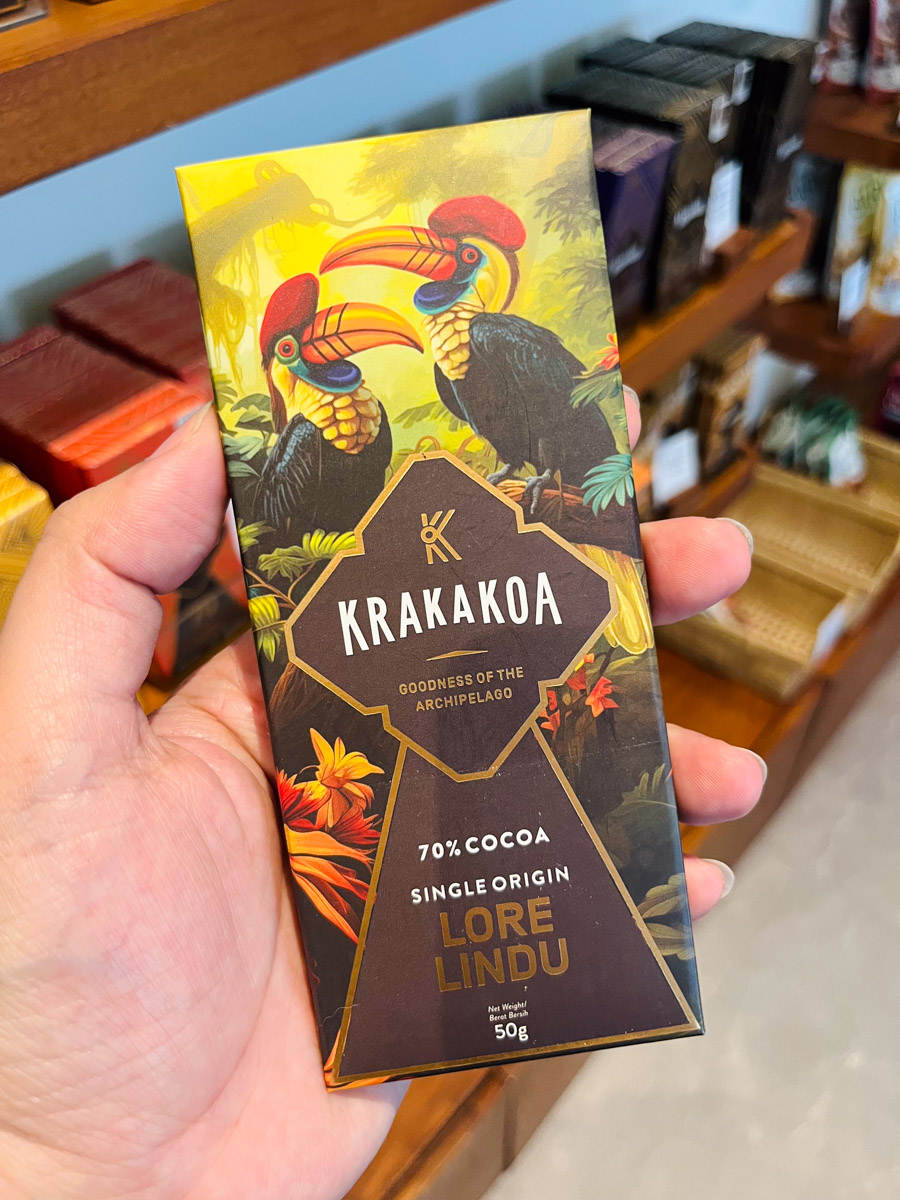 KRAKAKOA
GOODNESS OF THE
ARCHIPELAGO
70% COCOA
SINGLE ORIGIN
LORE
LINDU
Net Weight/
Berat Bersih
50g